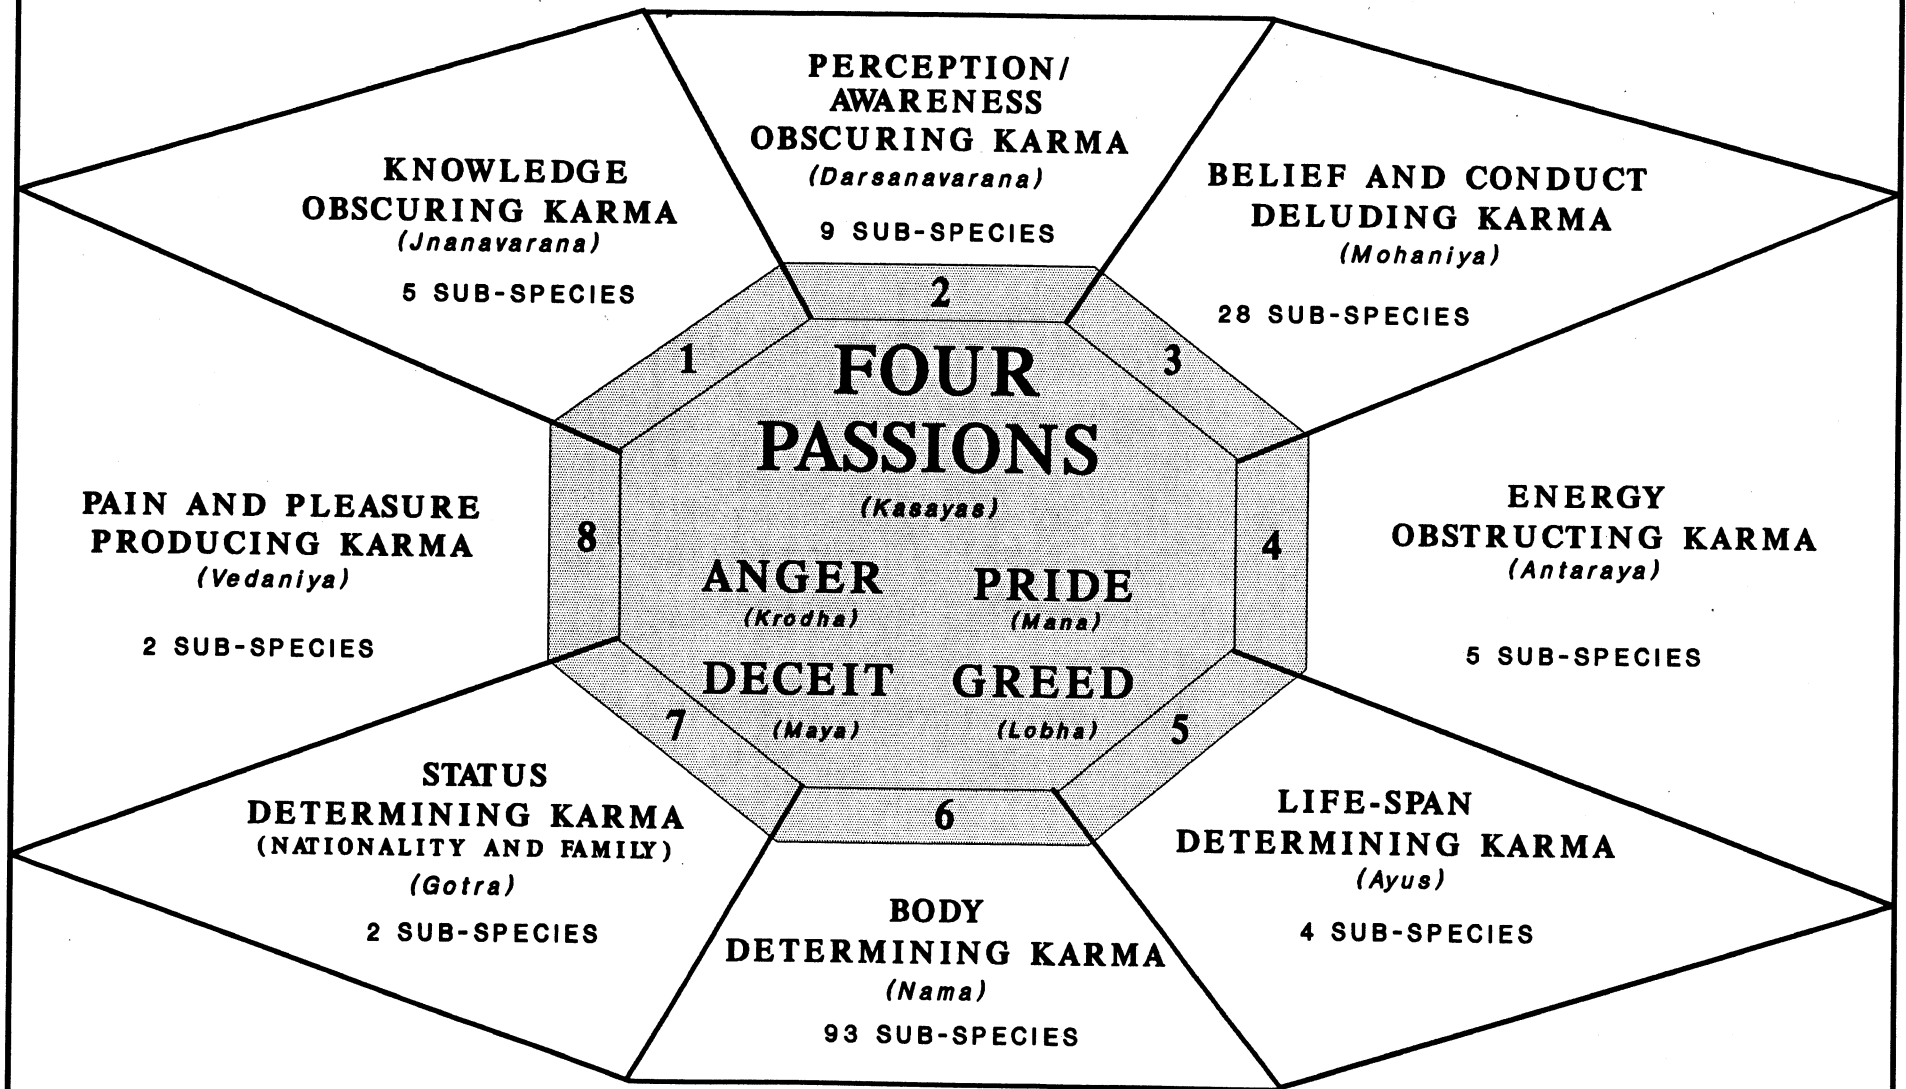 PERCEPTION/
AWARENESS
OBSCURING KARMA
(Darsanavarana)
9 SUB-SPECIES
KNOWLEDGE
OBSCURING KARMA
(Jnanavarana)
5 SUB-SPECIES
BELIEF AND CONDUCT
DELUDING KARMA
(Mohaniya)
28 SUB-SPECIES
2
1
3
FOUR
PASSIONS
(Kasayas)
ANGER
(Krodha)
PRIDE
(Mana)
DECEIT
(Maya)
GREED
(Lobha)
8
4
PAIN AND PLEASURE
PRODUCING KARMA
(Vedaniya)
2 SUB-SPECIES
ENERGY
OBSTRUCTING KARMA
(Antaraya)
5 SUB-SPECIES
7
5
6
STATUS
DETERMINING KARMA
(NATIONALITY AND FAMILY)
(Gotra)
2 SUB-SPECIES
BODY
DETERMINING KARMA
(Nama)
93 SUB-SPECIES
LIFE-SPAN
DETERMINING KARMA
(Ayus)
4 SUB-SPECIES